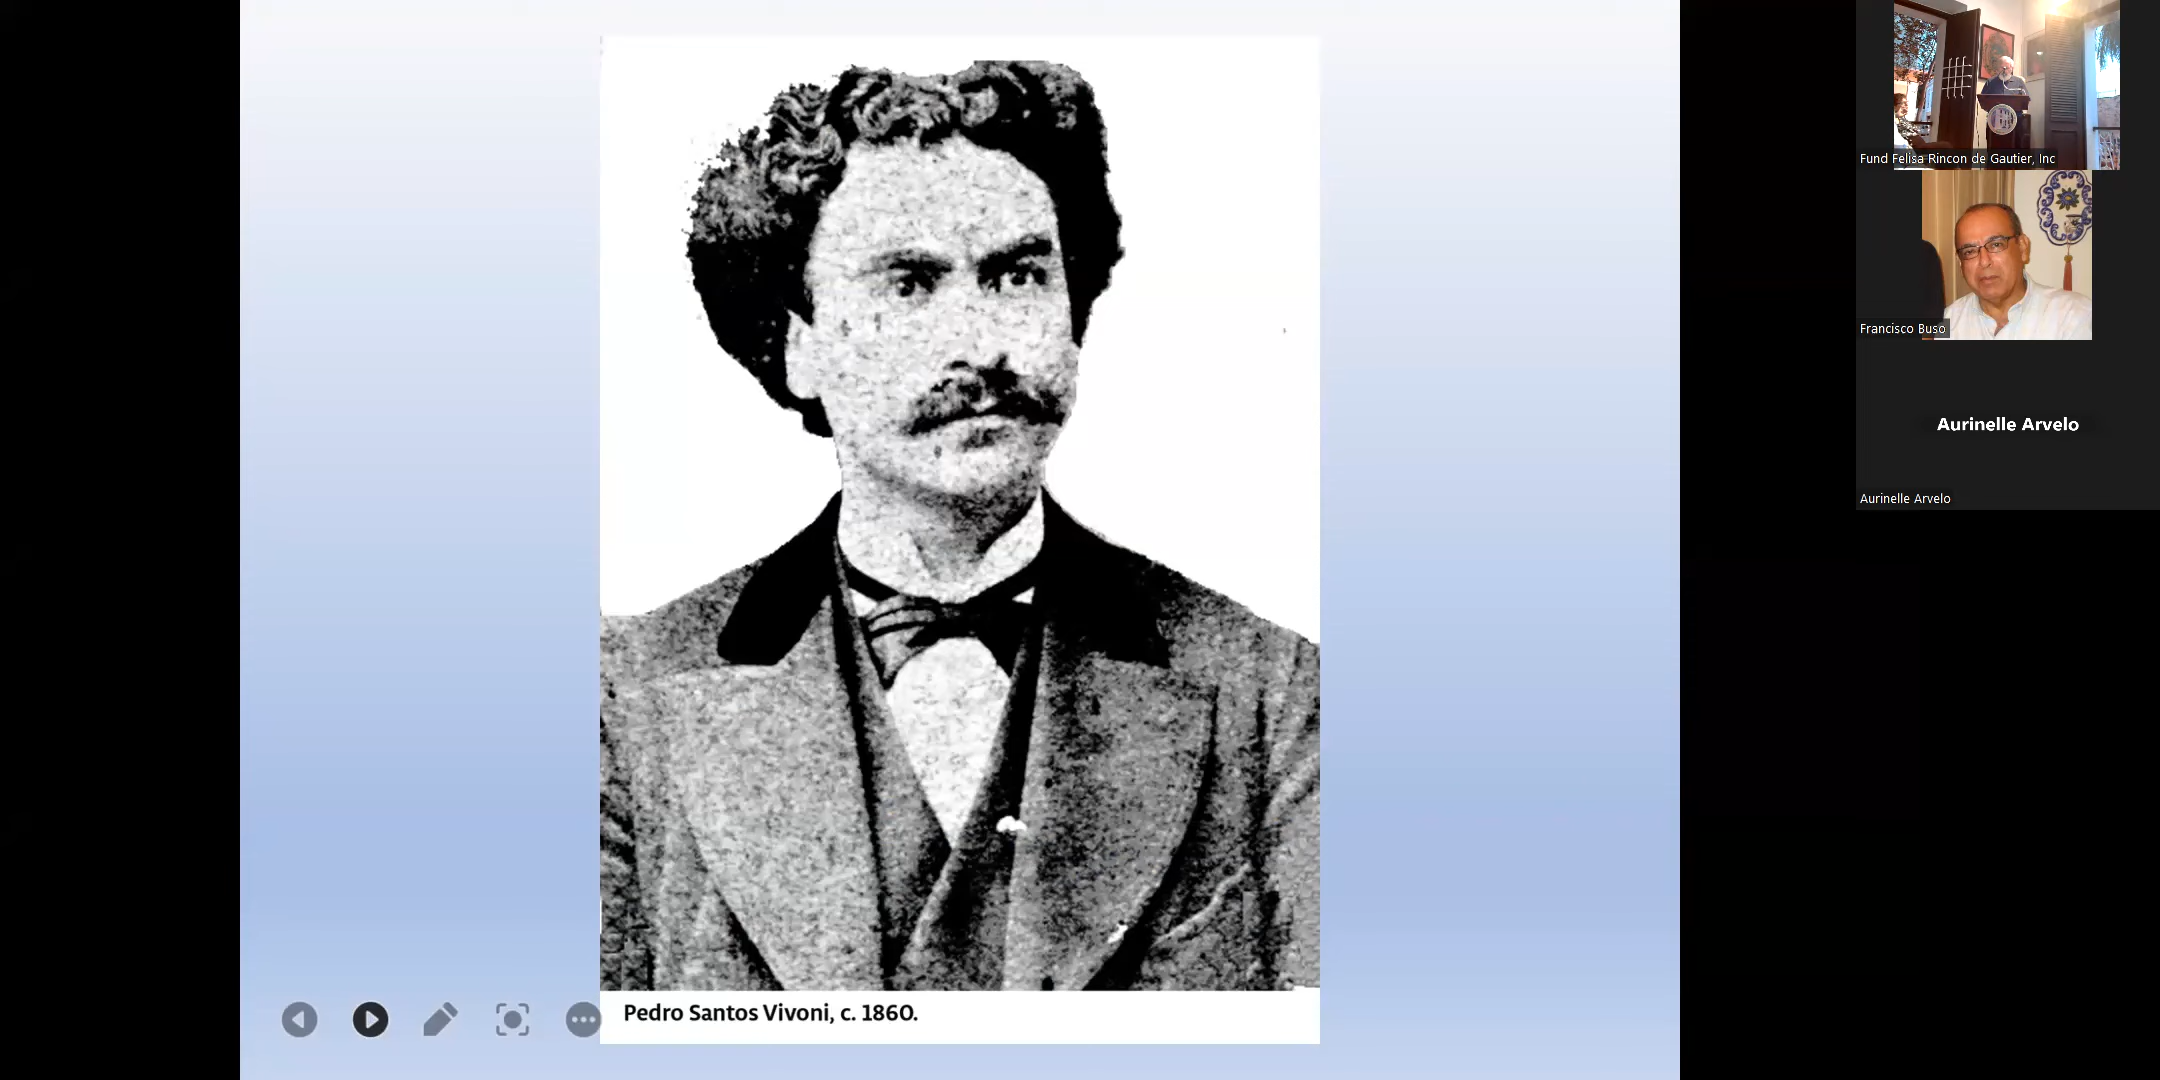 Pedro Santos Vivoni, c. 1860.
Fund Felisa Rincon de Gautier, Inc
Francisco Buso
Aurinelle Arvelo
Aurinelle Arvelo